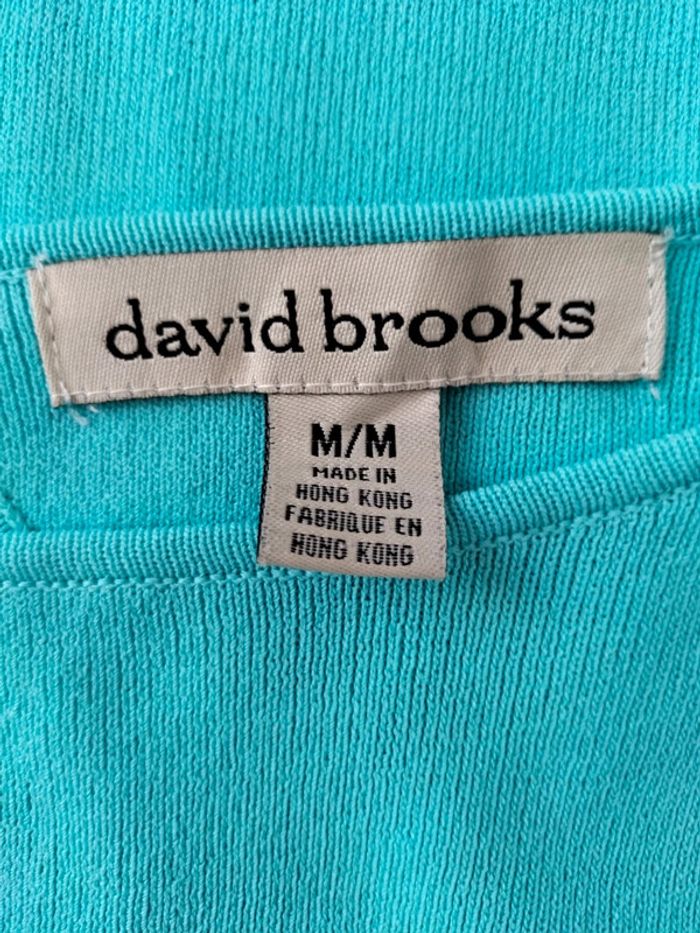 david brooks
M/M
MADE IN
HONG KONG
FABRIQUE EN
HONG KONG